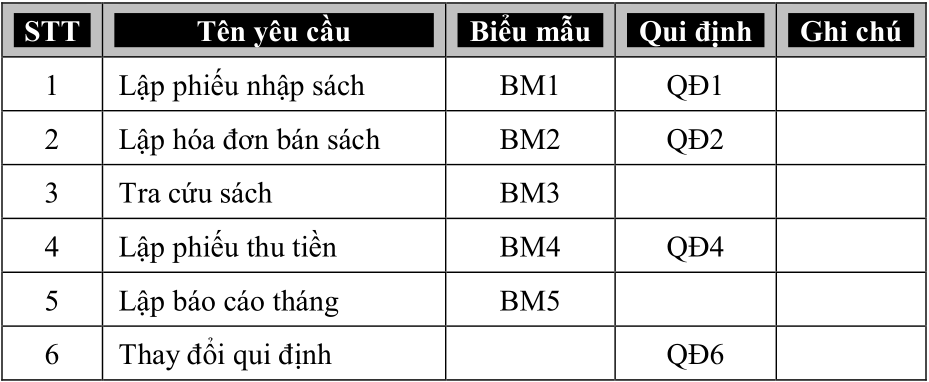 STT Tên yêu cầu Biểu mẫu Qui định Ghi chú
1 Lập phiếu nhập sách BM1 QĐ1
2 Lập hóa đơn bán sách BM2 QĐ2
3 Tra cứu sách BM3
4 Lập phiếu thu tiền BM4 QĐ4
5 Lập báo cáo tháng BM5
6 Thay đổi qui định QĐ6